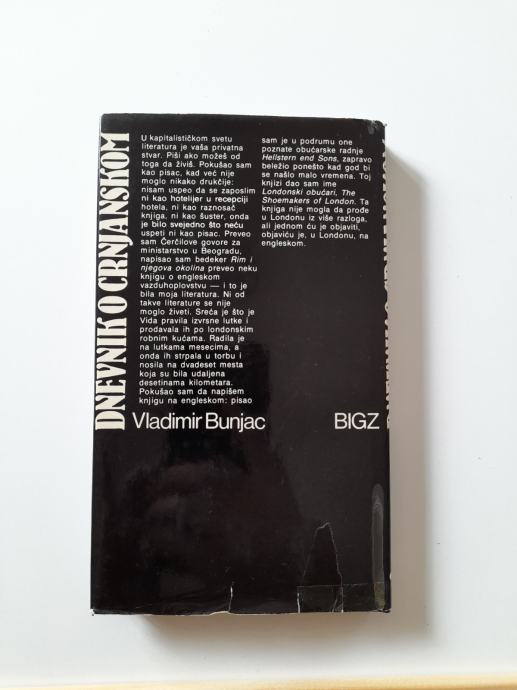 DNEVNIK O CRNJANSKOM
U kapitalističkom svetu
literatura je vaša privatna
stvar. Piši ako možeš od
toga da živiš. Pokušao sam
kao pisac, kad već nije
moglo nikako drukčije:
nisam uspeo da se zaposlim
ni kao hotelijer u recepciji
hotela, ni kao raznosač
knjiga, ni kao šuster, onda
je bilo svejedno što neću
uspeti ni kao pisac. Preveo
sam Čerčilove govore za
ministarstvo u Beogradu,
napisao sam bedeker Rim i
njegova okolina preveo neku
knjigu o engleskom
vazduhoplovstvu — i to je
bila moja literatura. Ni od
takve literature se nije
moglo živeti. Sreća je što je
Vida pravila izvrsne lutke i
prodavala ih po londonskim
robnim kućama. Radila je
na lutkama mesecima, a
onda ih strpala u torbu i
nosila na dvadeset mesta
koja su bila udaljena
desetinama kilometara.
Pokušao sam da napišem
knjigu na engleskom: pisao
sam je u podrumu one
poznate obućarske radnje
Hellstern end Sons, zapravo
beležio ponešto kad god bi
se našlo malo vremena. Toj
knjizi dao sam ime
Londonski obućari, The
Shoemakers of London. Ta
knjiga nije mogla da prođe
u Londonu iz više razloga,
ali jednom ću je objaviti,
objaviću je, u Londonu, na
engleskom.
Vladimir Bunjac
BIGZ